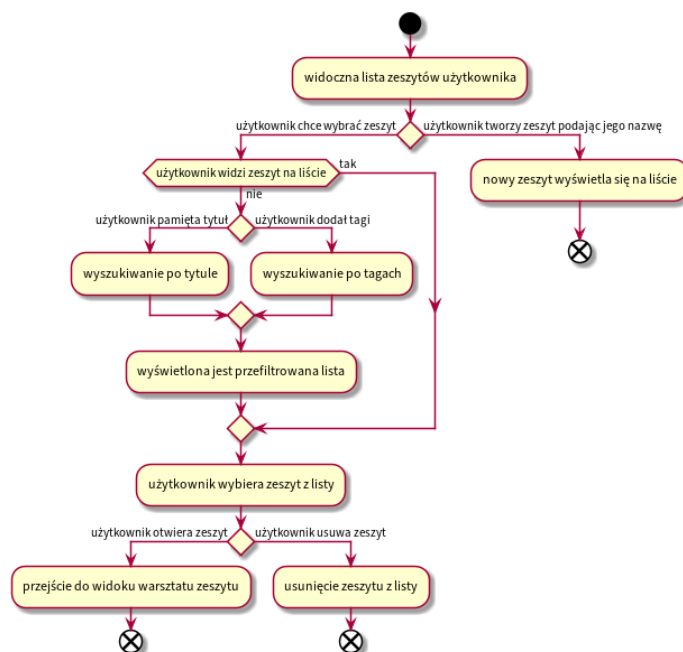 widoczna lista zeszytów użytkownika
użytkownik chce wybrać zeszyt
użytkownik tworzy zeszyt podając jego nazwę
użytkownik widzi zeszyt na liście
tak
nowy zeszyt wyświetla się na liście
nie
użytkownik pamięta tytuł
użytkownik dodał tagi
wyszukiwanie po tytule
wyszukiwanie po tagach
wyświetlona jest przefiltrowana lista
użytkownik wybiera zeszyt z listy
użytkownik otwiera zeszyt
użytkownik usuwa zeszyt
przejście do widoku warsztatu zeszytu
usunięcie zeszytu z listy